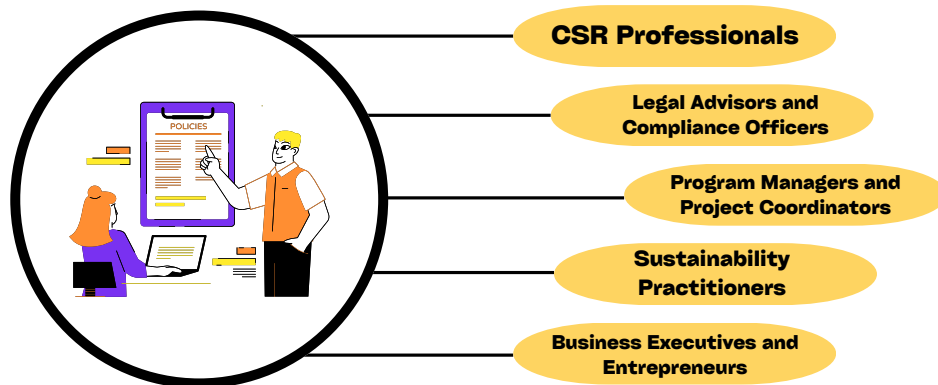 POLICIES
CSR Professionals
Legal Advisors and
Compliance Officers
Program Managers and
Project Coordinators
Sustainability
Practitioners
Business Executives and
Entrepreneurs